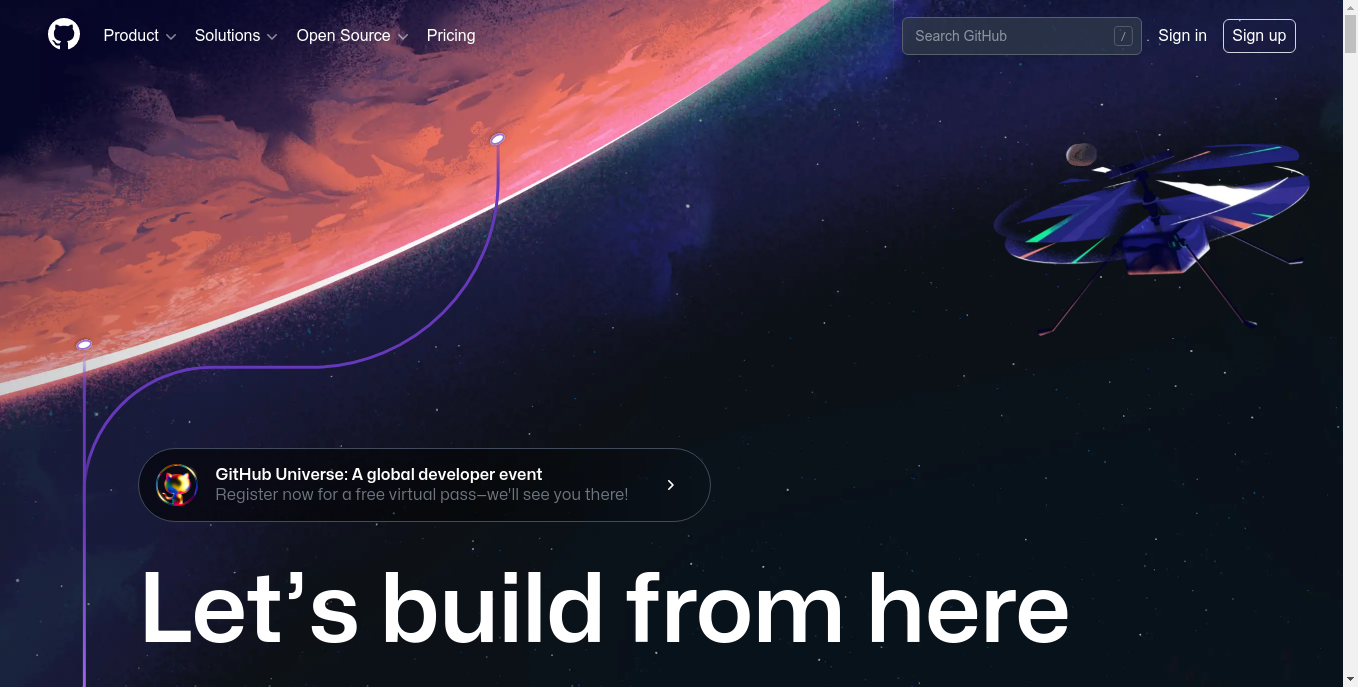 Product
Solutions
Open Source
Pricing
Search GitHub
/
Sign in
Sign up
GitHub Universe: A global developer event
Register now for a free virtual pass—we'll see you there!
Let’s build from here